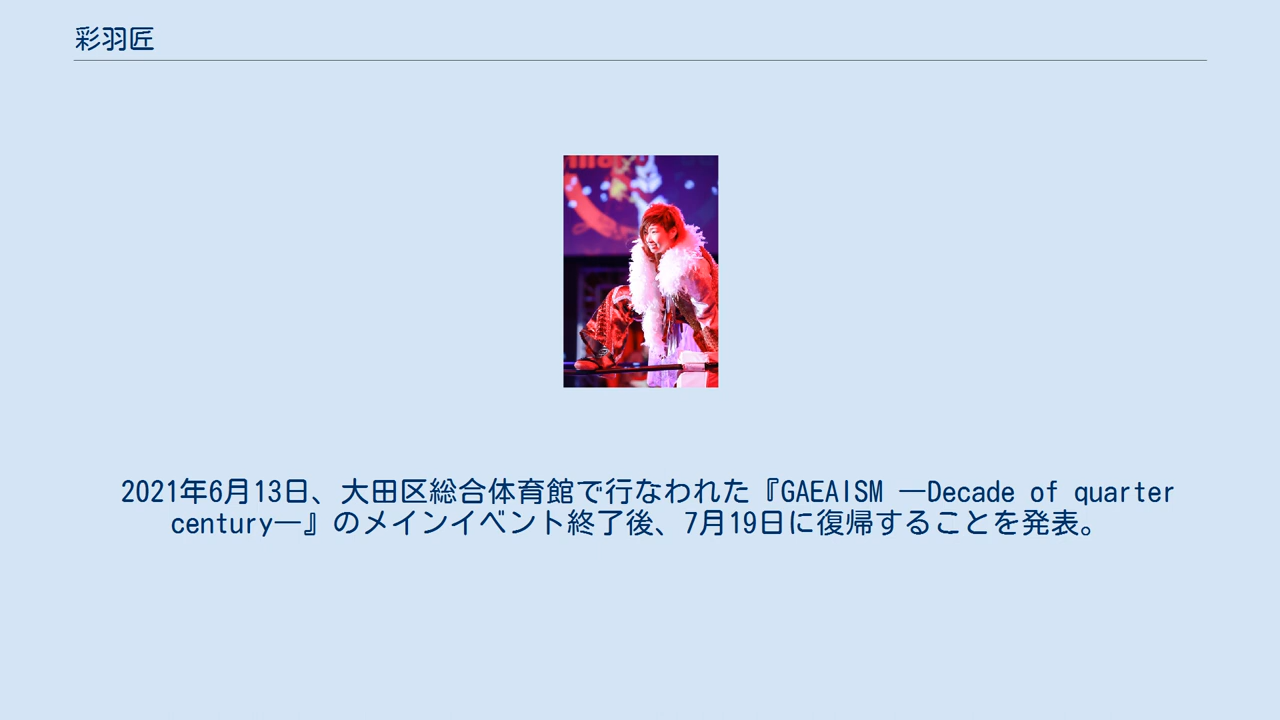 彩羽匠
2021年6月13日、大田区総合体育館で行なわれた『GAEAISM ―Decade of quarter
century―』のメインイベント終了後、7月19日に復帰することを発表。